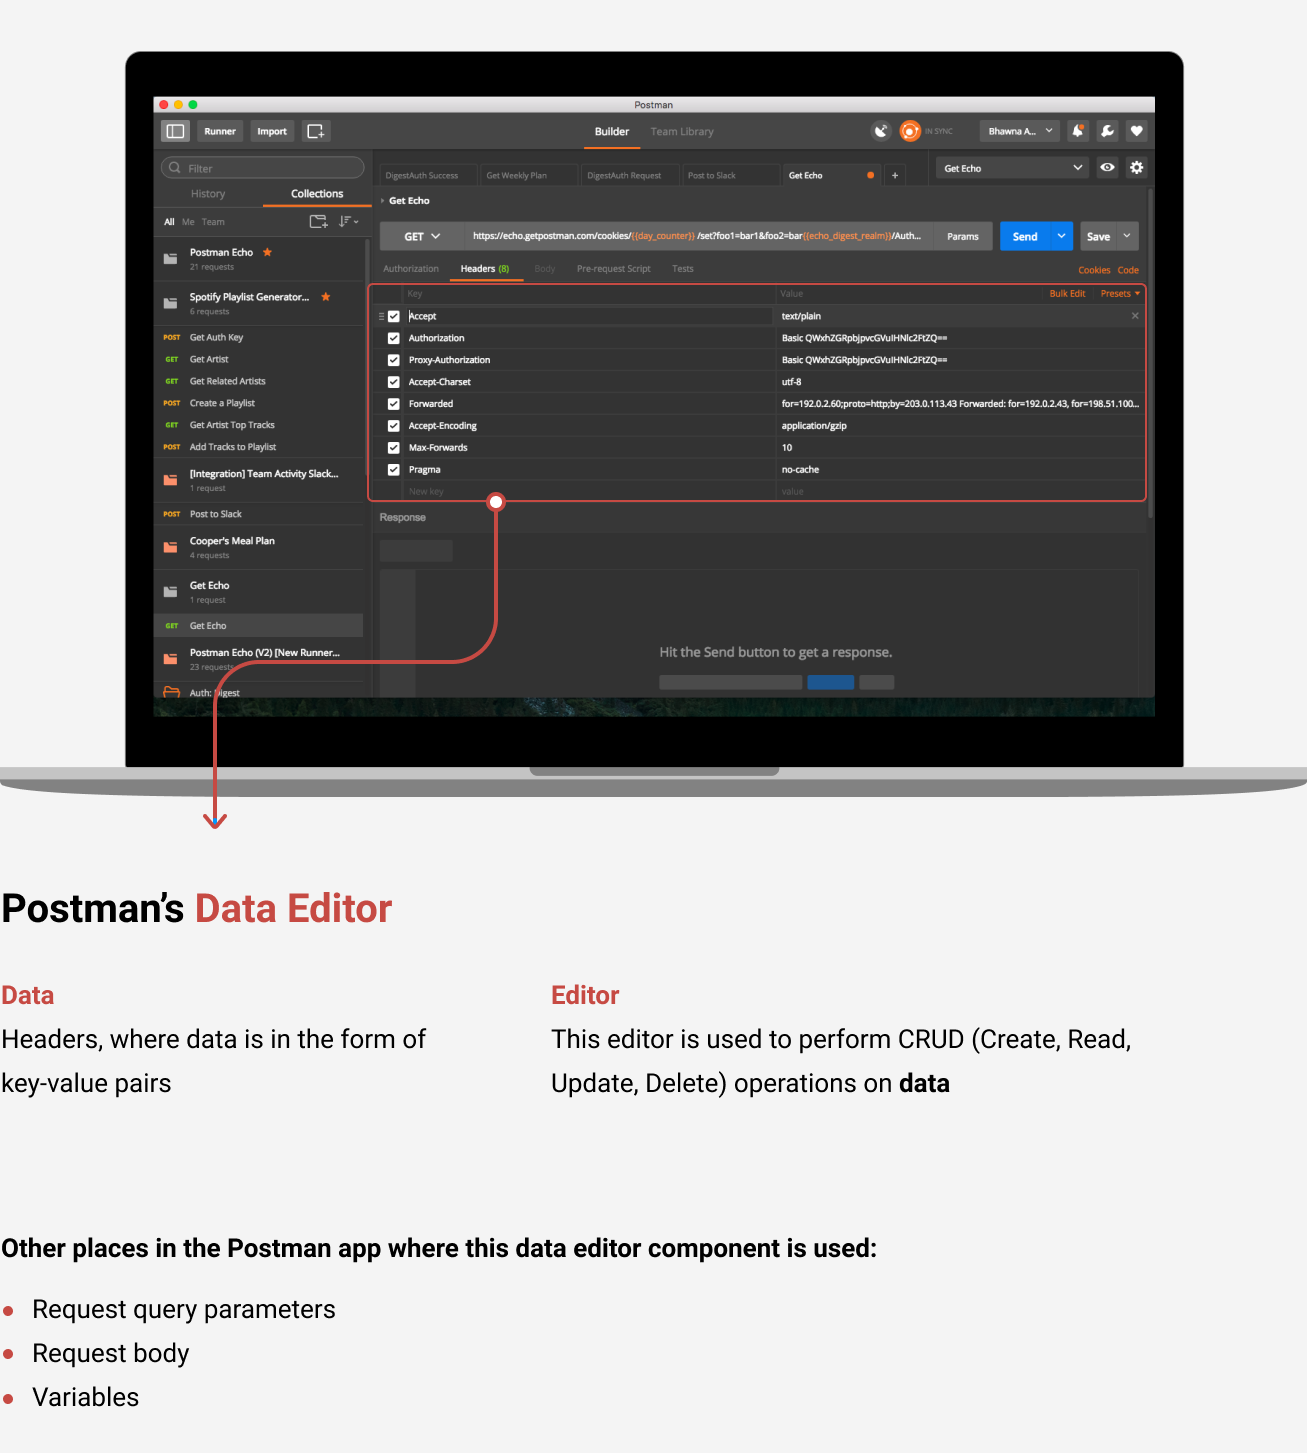 Postman
Runner Import Builder Team Library IN SYNC Bhawna A...
Filter
History Collections
All Me Team
Postman Echo
21 requests
Spotify Playlist Generator...
6 requests
POST Get Auth Key
GET Get Artist
GET Get Related Artists
POST Create a Playlist
GET Get Artist Top Tracks
POST Add Tracks to Playlist
[Integration] Team Activity Slack...
1 request
POST Post to Slack
Cooper's Meal Plan
4 requests
Get Echo
1 request
GET Get Echo
Postman Echo (V2) [New Runner...
23 requests
Auth: Digest
DigestAuth Success Get Weekly Plan DigestAuth Request Post to Slack Get Echo + Get Echo
Get Echo
GET https://echo.getpostman.com/cookies/{{day_counter}} /set?foo1=bar1&foo2=bar{{echo_digest_realm}}/Auth... Params Send Save
Authorization Headers (8) Body Pre-request Script Tests Cookies Code
Key Value Bulk Edit Presets
Accept text/plain
Authorization Basic QWxhZGRpbjpvcGVuIHNlc2FtZQ==
Proxy-Authorization Basic QWxhZGRpbjpvcGVuIHNlc2FtZQ==
Accept-Charset utf-8
Forwarded for=192.0.2.60;proto=http;by=203.0.113.43 Forwarded: for=192.0.2.43, for=198.51.100...
Accept-Encoding application/gzip
Max-Forwards 10
Pragma no-cache
New key value
Response
Hit the Send button to get a response.
Postman’s Data Editor
Data
Headers, where data is in the form of
key-value pairs
Editor
This editor is used to perform CRUD (Create, Read,
Update, Delete) operations on data
Other places in the Postman app where this data editor component is used:
• Request query parameters
• Request body
• Variables